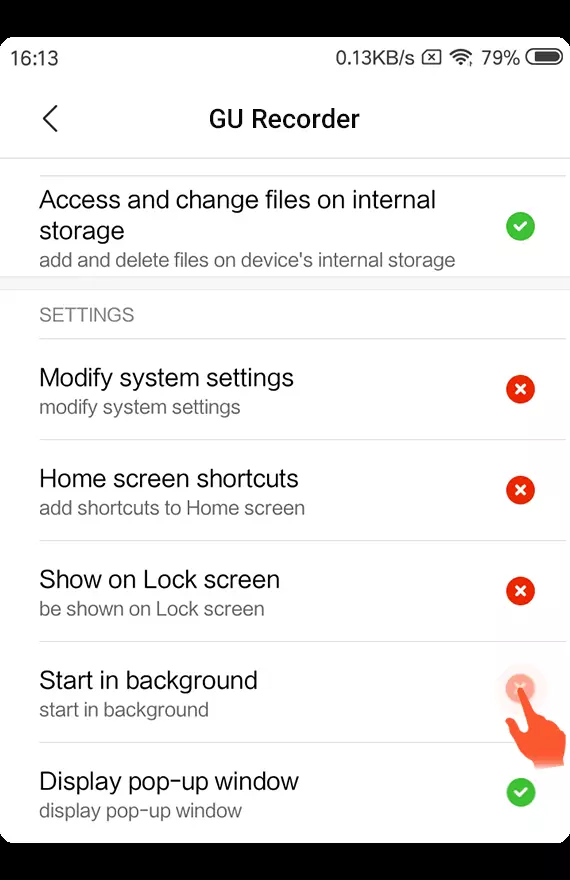 16:13 0.13KB/s 79%
GU Recorder
Access and change files on internal
storage
add and delete files on device's internal storage
SETTINGS
Modify system settings
modify system settings
Home screen shortcuts
add shortcuts to Home screen
Show on Lock screen
be shown on Lock screen
Start in background
start in background
Display pop-up window
display pop-up window